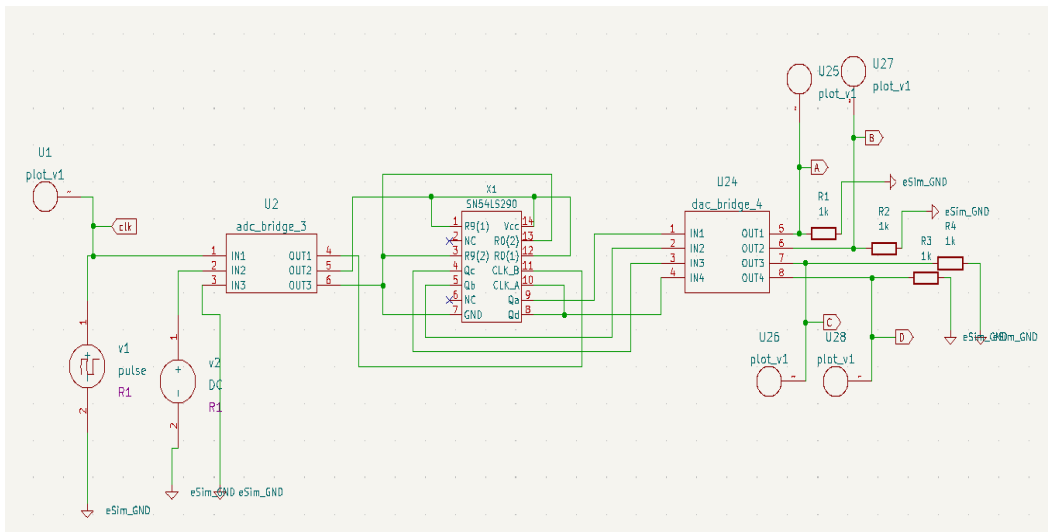 U1
plot_v1
~
clk
1
v1
pulse
R1
2
eSim_GND
1
v2
DC
R1
2
eSim_GND
eSim_GND
U2
adc_bridge_3
1 IN1 OUT1 4
2 IN2 OUT2 5
3 IN3 OUT3 6
X1
SN54LS290
1 R9(1) Vcc 14
2 NC R0(2) 13
3 R9(2) R0(1) 12
4 Qc CLK_B 11
5 Qb CLK_A 10
6 NC Qa 9
7 GND Qd 8
U24
dac_bridge_4
1 IN1 OUT1 5
2 IN2 OUT2 6
3 IN3 OUT3 7
4 IN4 OUT4 8
U25
plot_v1
~
U27
plot_v1
~
A
B
R1
1k
eSim_GND
R2
1k
eSim_GND
R4
1k
R3
1k
C
D
U26
plot_v1
~
U28
plot_v1
~
eSim_GND
eSim_GND